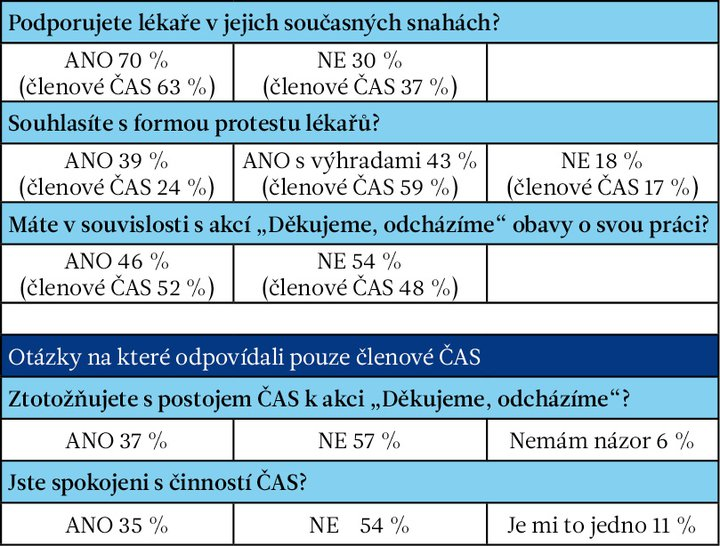 Podporujete lékaře v jejich současných snahách?
ANO 70 % NE 30 %
(členové ČAS 63 %) (členové ČAS 37 %)
Souhlasíte s formou protestu lékařů?
ANO 39 % ANO s výhradami 43 % NE 18 %
(členové ČAS 24 %) (členové ČAS 59 %) (členové ČAS 17 %)
Máte v souvislosti s akcí „Děkujeme, odcházíme“ obavy o svou práci?
ANO 46 % NE 54 %
(členové ČAS 52 %) (členové ČAS 48 %)
Otázky na které odpovídali pouze členové ČAS
Ztotožňujete s postojem ČAS k akci „Děkujeme, odcházíme“?
ANO 37 % NE 57 % Nemám názor 6 %
Jste spokojeni s činností ČAS?
ANO 35 % NE 54 % Je mi to jedno 11 %